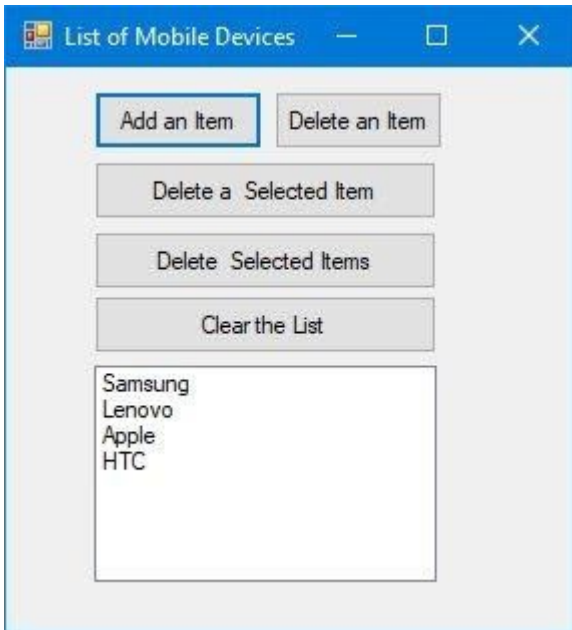 List of Mobile Devices
Add an Item Delete an Item
Delete a  Selected Item
Delete  Selected Items
Clear the List
Samsung
Lenovo
Apple
HTC